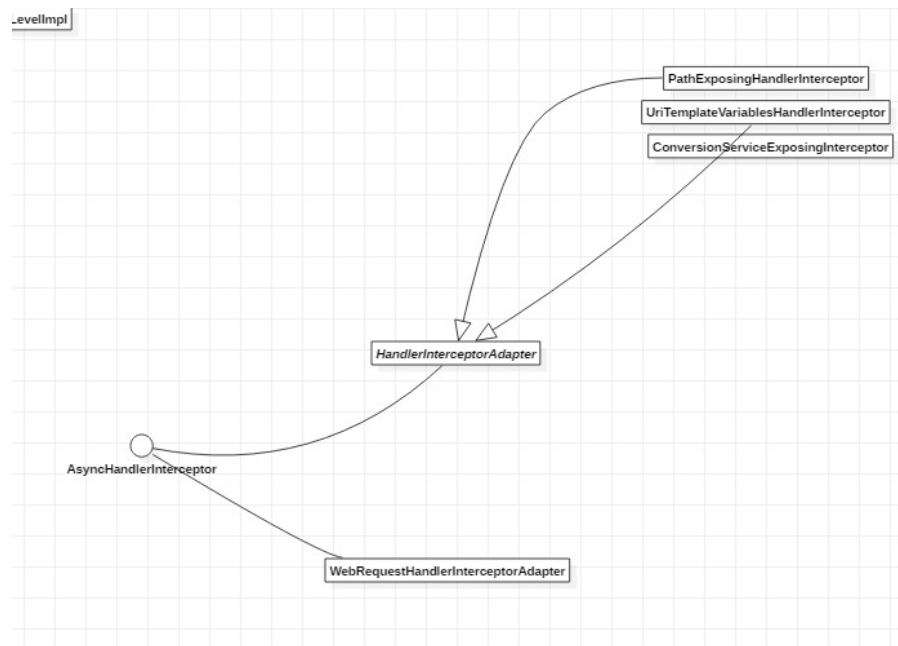 LevelImpl
PathExposingHandlerInterceptor
UriTemplateVariablesHandlerInterceptor
ConversionServiceExposingInterceptor
HandlerInterceptorAdapter
AsyncHandlerInterceptor
WebRequestHandlerInterceptorAdapter